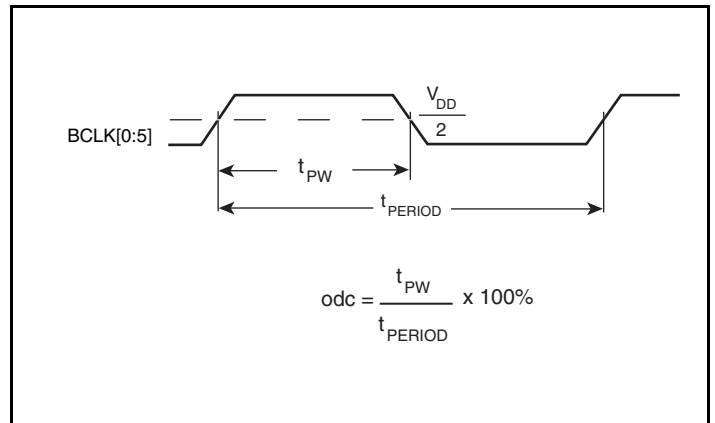 V_DD
2
BCLK[0:5]
t_PW
t_PERIOD
odc = t_PW / t_PERIOD x 100%